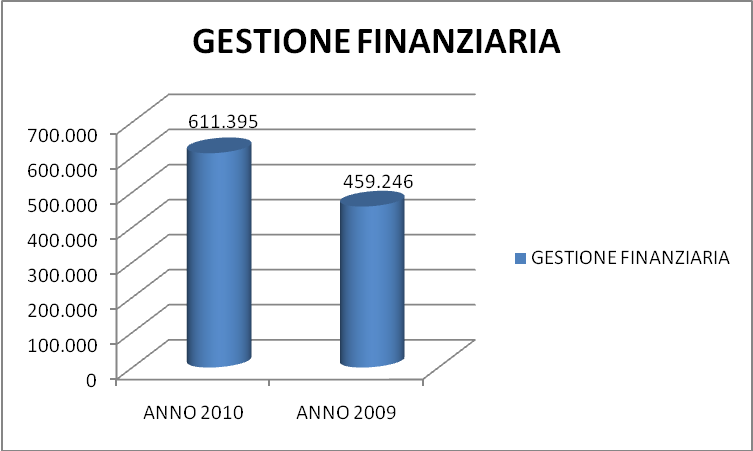 GESTIONE FINANZIARIA
611.395
459.246
700.000
600.000
500.000
400.000
300.000
200.000
100.000
0
ANNO 2010
ANNO 2009
GESTIONE FINANZIARIA